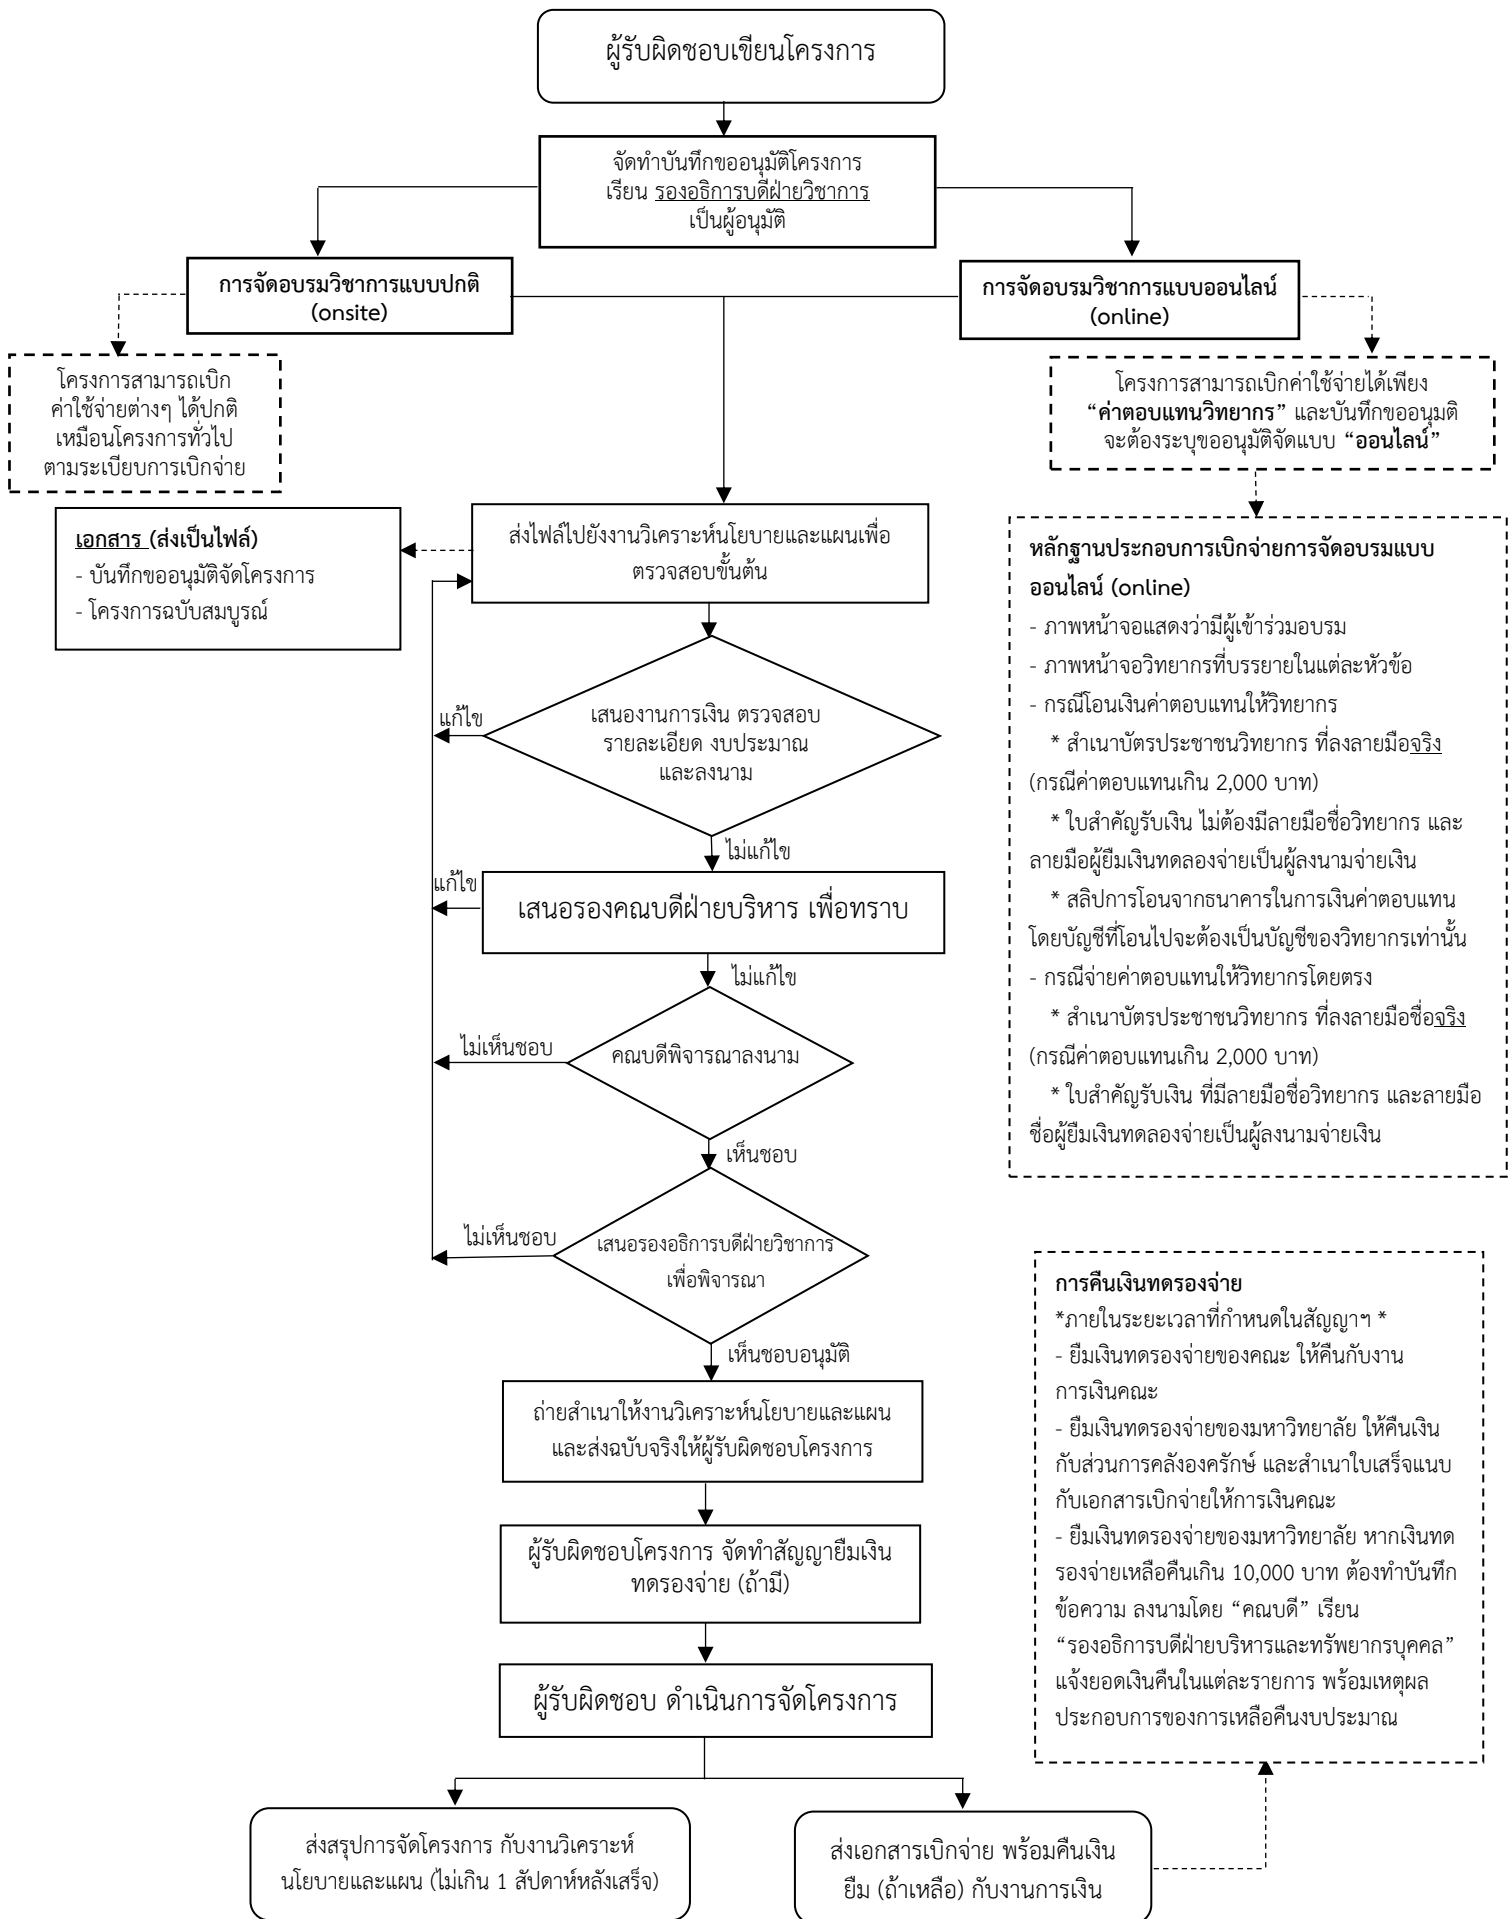 ผู้รับผิดชอบเขียนโครงการ
จัดทำบันทึกขออนุมัติโครงการ
เรียน รองอธิการบดีฝ่ายวิชาการ
เป็นผู้อนุมัติ
การจัดอบรมวิชาการแบบปกติ
(onsite)
การจัดอบรมวิชาการแบบออนไลน์
(online)
โครงการสามารถเบิก
ค่าใช้จ่ายต่างๆ ได้ปกติ
เหมือนโครงการทั่วไป
ตามระเบียบการเบิกจ่าย
โครงการสามารถเบิกค่าใช้จ่ายได้เพียง
“ค่าตอบแทนวิทยากร” และบันทึกขออนุมติ
จะต้องระบุขออนุมัติจัดแบบ “ออนไลน์”
ส่งไฟล์ไปยังงานวิเคราะห์นโยบายและแผนเพื่อ
ตรวจสอบขั้นต้น
เอกสาร (ส่งเป็นไฟล์)
- บันทึกขออนุมัติจัดโครงการ
- โครงการฉบับสมบูรณ์
หลักฐานประกอบการเบิกจ่ายการจัดอบรมแบบ
ออนไลน์ (online)
- ภาพหน้าจอแสดงว่ามีผู้เข้าร่วมอบรม
- ภาพหน้าจอวิทยากรที่บรรยายในแต่ละหัวข้อ
- กรณีโอนเงินค่าตอบแทนให้วิทยากร
* สำเนาบัตรประชาชนวิทยากร ที่ลงลายมือจริง
(กรณีค่าตอบแทนเกิน 2,000 บาท)
* ใบสำคัญรับเงิน ไม่ต้องมีลายมือชื่อวิทยากร และ
ลายมือผู้ยืมเงินทดลองจ่ายเป็นผู้ลงนามจ่ายเงิน
* สลิปการโอนจากธนาคารในการเงินค่าตอบแทน
โดยบัญชีที่โอนไปจะต้องเป็นบัญชีของวิทยากรเท่านั้น
- กรณีจ่ายค่าตอบแทนให้วิทยากรโดยตรง
* สำเนาบัตรประชาชนวิทยากร ที่ลงลายมือชื่อจริง
(กรณีค่าตอบแทนเกิน 2,000 บาท)
* ใบสำคัญรับเงิน ที่มีลายมือชื่อวิทยากร และลายมือ
ชื่อผู้ยืมเงินทดลองจ่ายเป็นผู้ลงนามจ่ายเงิน
แก้ไข
เสนองานการเงิน ตรวจสอบ
รายละเอียด งบประมาณ
และลงนาม
ไม่แก้ไข
แก้ไข
เสนอรองคณบดีฝ่ายบริหาร เพื่อทราบ
ไม่แก้ไข
ไม่เห็นชอบ
คณบดีพิจารณาลงนาม
เห็นชอบ
ไม่เห็นชอบ
เสนอรองอธิการบดีฝ่ายวิชาการ
เพื่อพิจารณา
เห็นชอบอนุมัติ
ถ่ายสำเนาให้งานวิเคราะห์นโยบายและแผน
และส่งฉบับจริงให้ผู้รับผิดชอบโครงการ
ผู้รับผิดชอบโครงการ จัดทำสัญญายืมเงิน
ทดรองจ่าย (ถ้ามี)
ผู้รับผิดชอบ ดำเนินการจัดโครงการ
การคืนเงินทดรองจ่าย
*ภายในระยะเวลาที่กำหนดในสัญญาฯ *
- ยืมเงินทดรองจ่ายของคณะ ให้คืนกับงาน
การเงินคณะ
- ยืมเงินทดรองจ่ายของมหาวิทยาลัย ให้คืนเงิน
กับส่วนการคลังองครักษ์ และสำเนาใบเสร็จแนบ
กับเอกสารเบิกจ่ายให้การเงินคณะ
- ยืมเงินทดรองจ่ายของมหาวิทยาลัย หากเงินทด
รองจ่ายเหลือคืนเกิน 10,000 บาท ต้องทำบันทึก
ข้อความ ลงนามโดย “คณบดี” เรียน
“รองอธิการบดีฝ่ายบริหารและทรัพยากรบุคคล”
แจ้งยอดเงินคืนในแต่ละรายการ พร้อมเหตุผล
ประกอบการของการเหลือคืนงบประมาณ
ส่งสรุปการจัดโครงการ กับงานวิเคราะห์
นโยบายและแผน (ไม่เกิน 1 สัปดาห์หลังเสร็จ)
ส่งเอกสารเบิกจ่าย พร้อมคืนเงิน
ยืม (ถ้าเหลือ) กับงานการเงิน